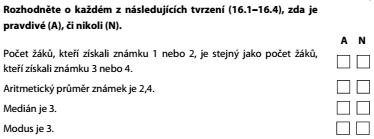 Rozhodněte o každém z následujících tvrzení (16.1–16.4), zda je
pravdivé (A), či nikoli (N).
A N
Počet žáků, kteří získali známku 1 nebo 2, je stejný jako počet žáků,
kteří získali známku 3 nebo 4.
Aritmetický průměr známek je 2,4.
Medián je 3.
Modus je 3.